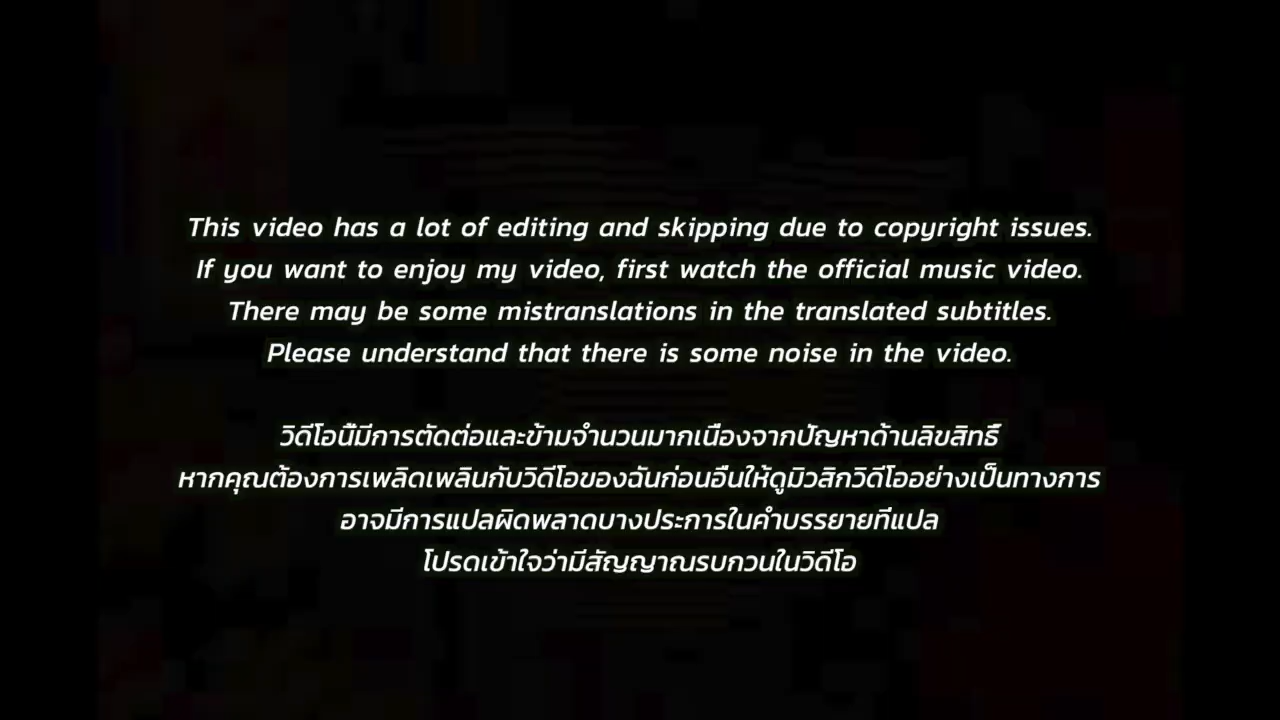 This video has a lot of editing and skipping due to copyright issues.
If you want to enjoy my video, first watch the official music video.
There may be some mistranslations in the translated subtitles.
Please understand that there is some noise in the video.
วิดีโอนี้มีการตัดต่อและข้ามจำนวนมากเนื่องจากปัญหาด้านลิขสิทธิ์
หากคุณต้องการเพลิดเพลินกับวิดีโอของฉันก่อนอื่นให้ดูมิวสิกวิดีโออย่างเป็นทางการ
อาจมีการแปลผิดพลาดบางประการในคำบรรยายที่แปล
โปรดเข้าใจว่ามีสัญญาณรบกวนในวิดีโอ